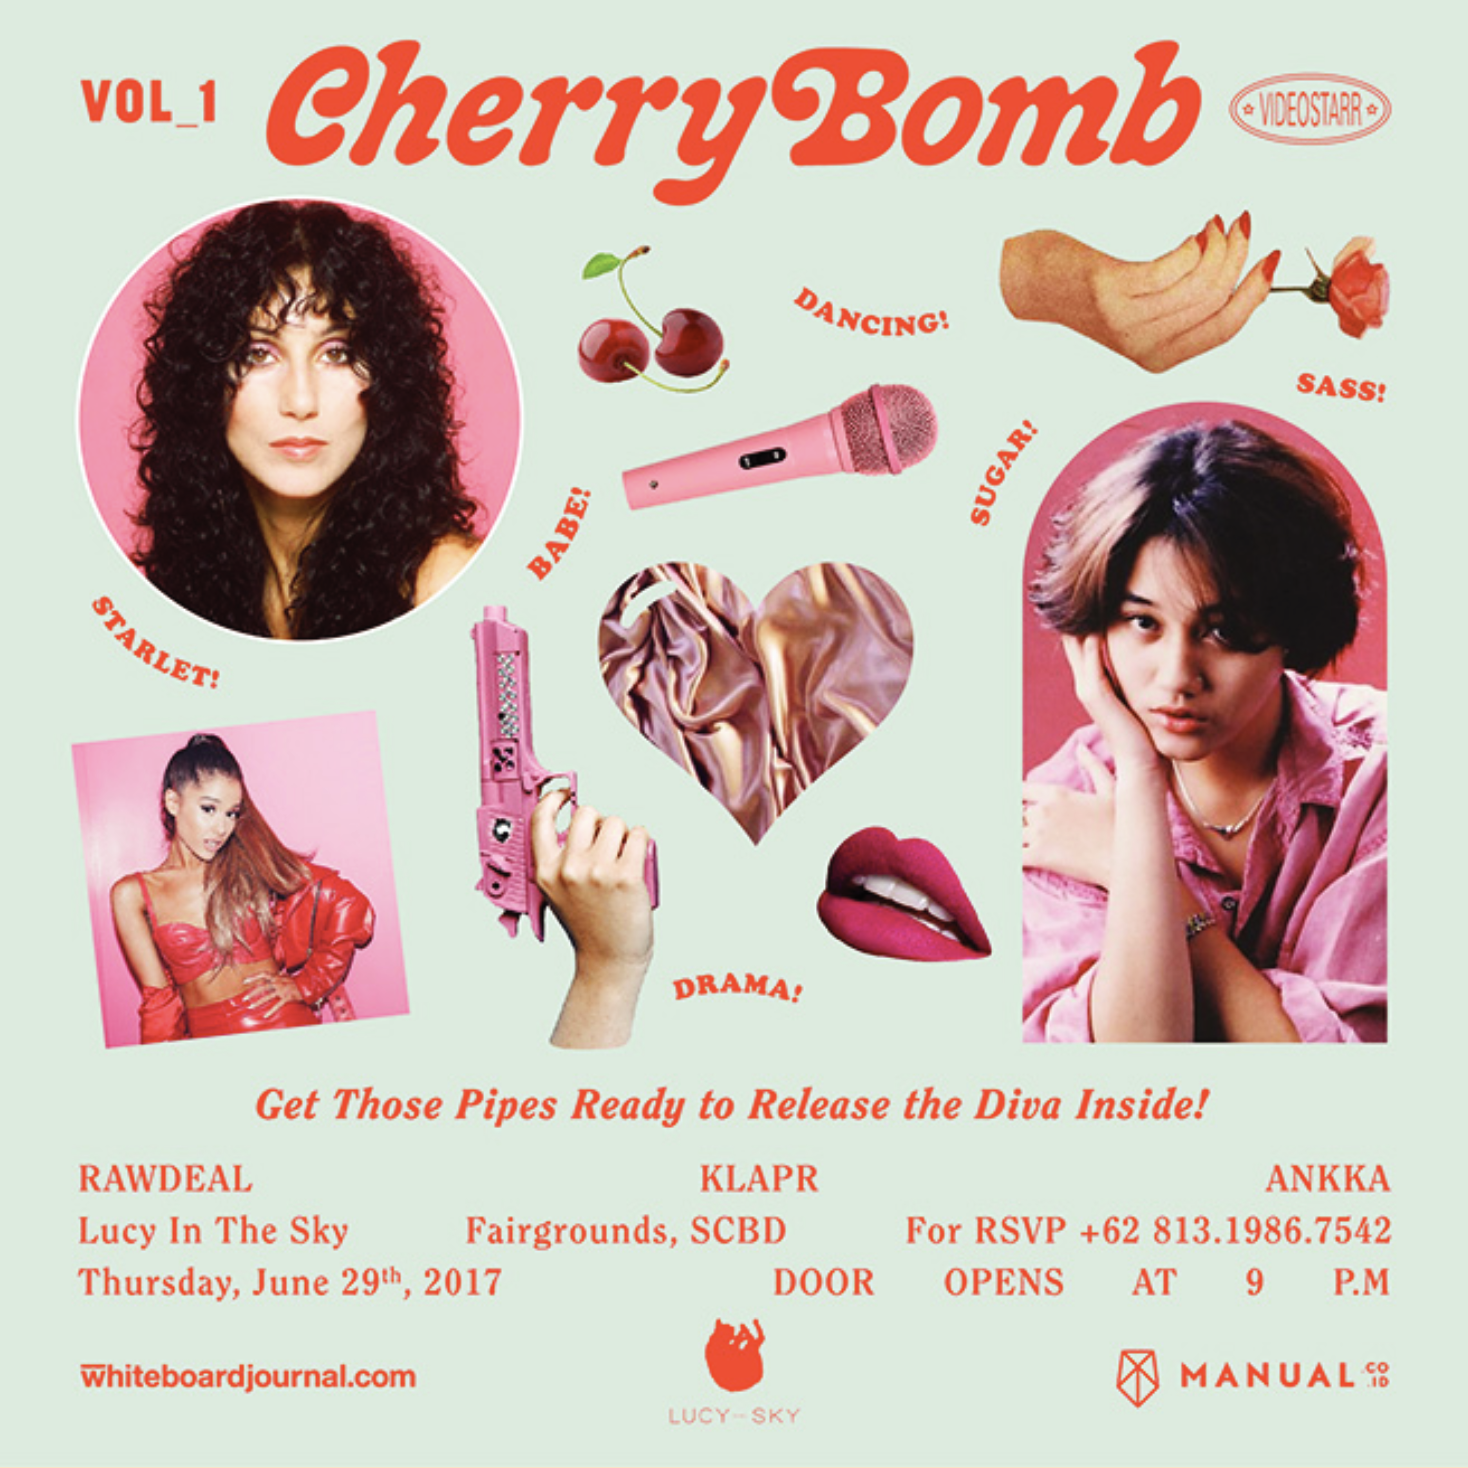 VOL_1
CherryBomb
VIDEOSTARR
DANCING!
SASS!
SUGAR!
BABE!
STARLET!
DRAMA!
Get Those Pipes Ready to Release the Diva Inside!
RAWDEAL KLAPR ANKKA
Lucy In The Sky Fairgrounds, SCBD For RSVP +62 813.1986.7542
Thursday, June 29th, 2017 DOOR OPENS AT 9 P.M
whiteboardjournal.com
LUCY SKY
MANUAL .CO .ID